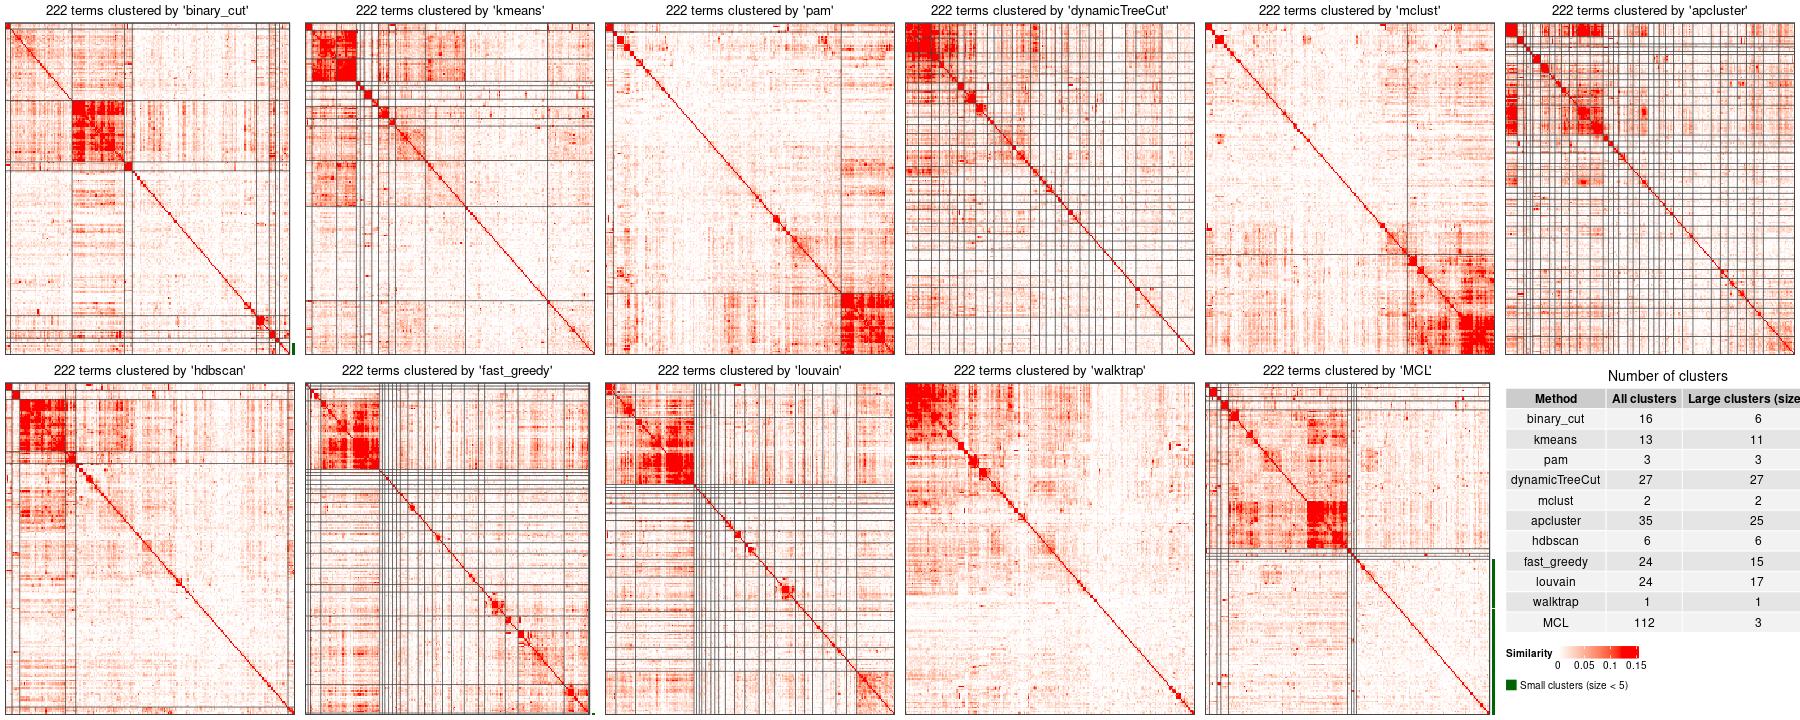 222 terms clustered by 'binary_cut'
222 terms clustered by 'kmeans'
222 terms clustered by 'pam'
222 terms clustered by 'dynamicTreeCut'
222 terms clustered by 'mclust'
222 terms clustered by 'apcluster'
222 terms clustered by 'hdbscan'
222 terms clustered by 'fast_greedy'
222 terms clustered by 'louvain'
222 terms clustered by 'walktrap'
222 terms clustered by 'MCL'
Number of clusters
Method All clusters Large clusters (size
binary_cut 16 6
kmeans 13 11
pam 3 3
dynamicTreeCut 27 27
mclust 2 2
apcluster 35 25
hdbscan 6 6
fast_greedy 24 15
louvain 24 17
walktrap 1 1
MCL 112 3
Similarity
0 0.05 0.1 0.15
Small clusters (size < 5)